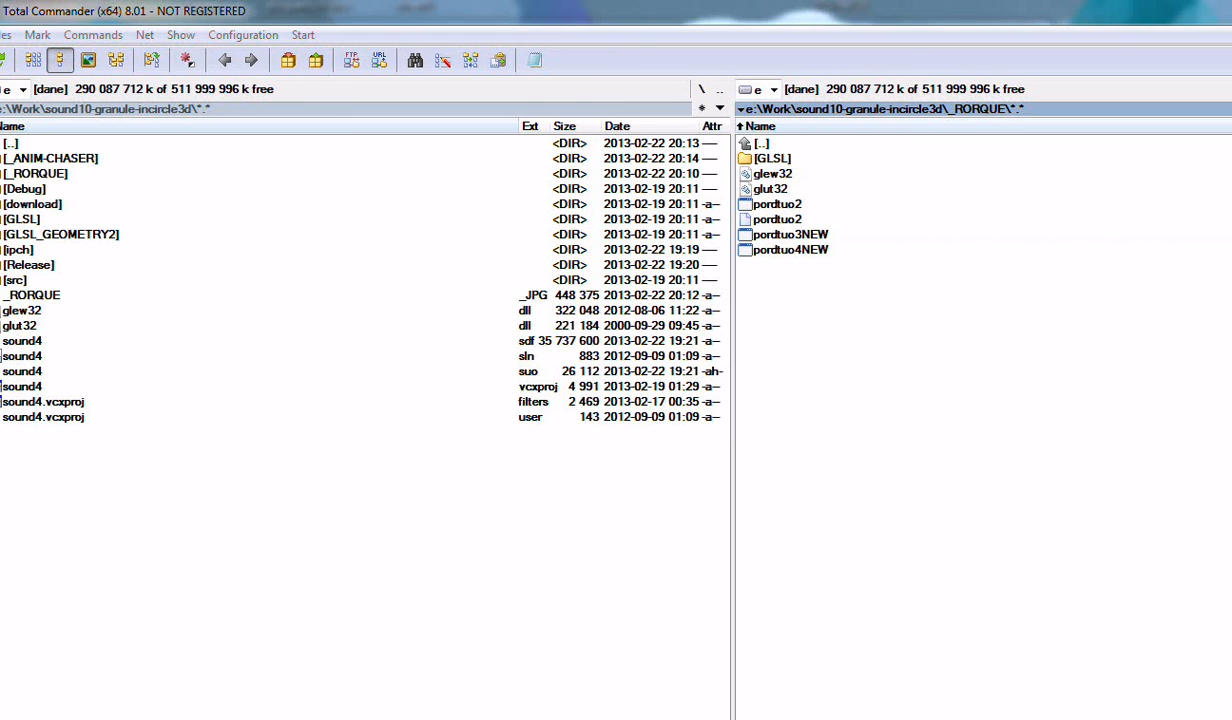 Total Commander (x64) 8.01 - NOT REGISTERED
les Mark Commands Net Show Configuration Start
FTP URL
e [dane] 290 087 712 k of 511 999 996 k free \ .. e [dane] 290 087 712 k of 511 999 996 k free
e:\Work\sound10-granule-incircle3d\*.* * e:\Work\sound10-granule-incircle3d\_RORQUE\*.*
Name Ext Size Date Attr Name
[..] <DIR> 2013-02-22 20:13 ---- [..]
[_ANIM-CHASER] <DIR> 2013-02-22 20:14 ---- [GLSL]
[_RORQUE] <DIR> 2013-02-22 20:10 ---- glew32
[Debug] <DIR> 2013-02-19 20:11 ---- glut32
[download] <DIR> 2013-02-19 20:11 -a-- pordtuo2
[GLSL] <DIR> 2013-02-19 20:11 -a-- pordtuo2
[GLSL_GEOMETRY2] <DIR> 2013-02-19 20:11 -a-- pordtuo3NEW
[ipch] <DIR> 2013-02-22 19:19 ---- pordtuo4NEW
[Release] <DIR> 2013-02-22 19:20 ----
[src] <DIR> 2013-02-19 20:11 ----
_RORQUE _JPG 448 375 2013-02-22 20:12 -a--
glew32 dll 322 048 2012-08-06 11:22 -a--
glut32 dll 221 184 2000-09-29 09:45 -a--
sound4 sdf 35 737 600 2013-02-22 19:21 -a--
sound4 sln 883 2012-09-09 01:09 -a--
sound4 suo 26 112 2013-02-22 19:21 -ah-
sound4 vcxproj 4 991 2013-02-19 01:29 -a--
sound4.vcxproj filters 2 469 2013-02-17 00:35 -a--
sound4.vcxproj user 143 2012-09-09 01:09 -a--